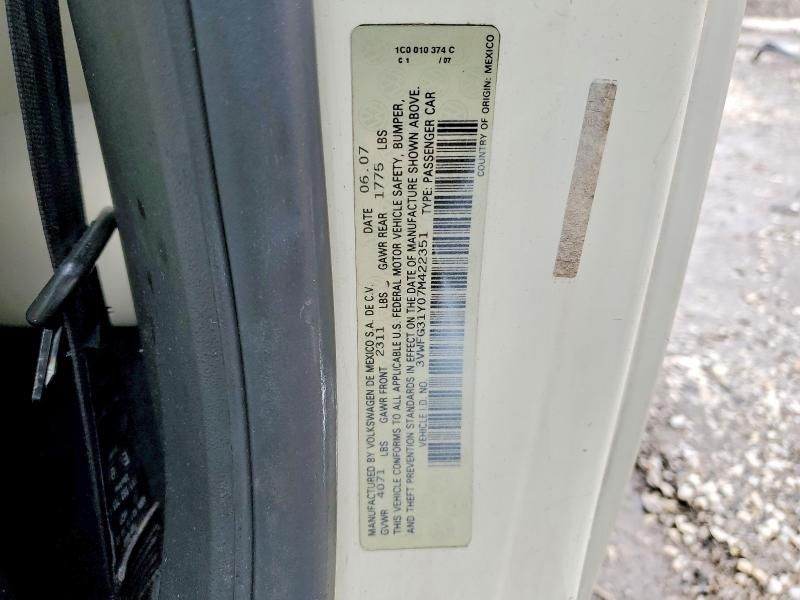 1C0 010 374 C
C 1 / 07
MANUFACTURED BY VOLKSWAGEN DE MEXICO S.A. DE C.V. DATE 06.07
GVWR 4071 LBS GAWR FRONT 2311 LBS GAWR REAR 1775 LBS
THIS VEHICLE CONFORMS TO ALL APPLICABLE U.S. FEDERAL MOTOR VEHICLE SAFETY, BUMPER,
AND THEFT PREVENTION STANDARDS IN EFFECT ON THE DATE OF MANUFACTURE SHOWN ABOVE.
VEHICLE I.D. NO. 3VWFG31Y07M422351 TYPE: PASSENGER CAR
COUNTRY OF ORIGIN: MEXICO